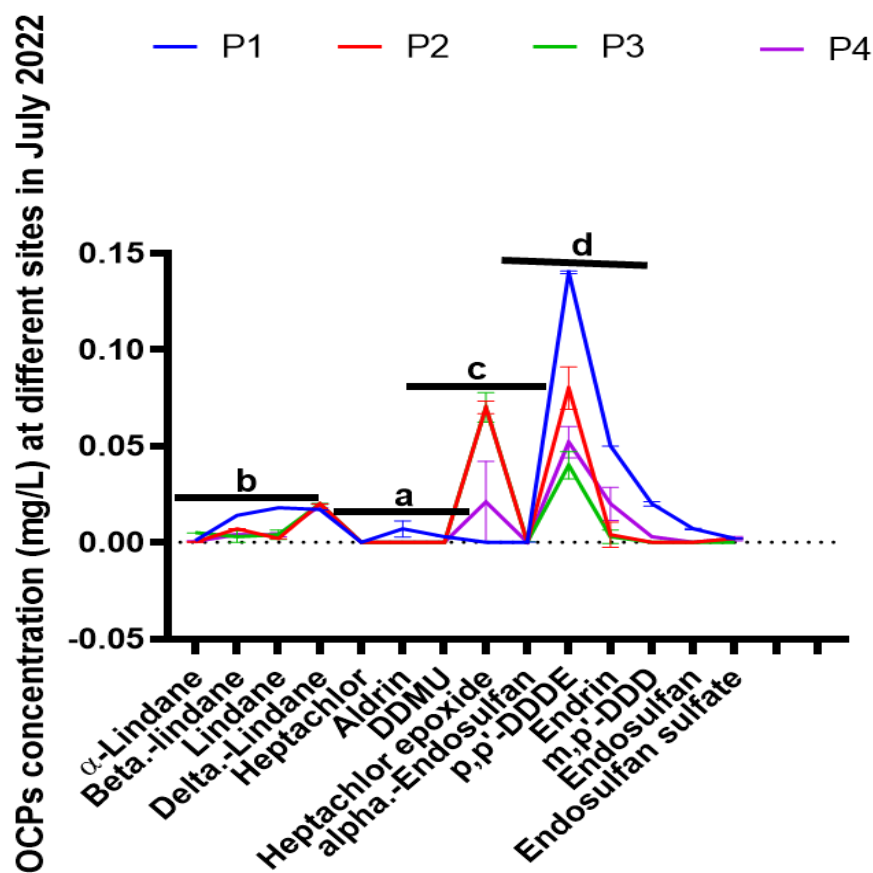 OCPs concentration (mg/L) at different sites in July 2022
P1 P2 P3 P4
0.15
0.10
0.05
0.00
-0.05
b
a
c
d
α-Lindane
Beta.-lindane
Lindane
Delta.-Lindane
Heptachlor
Aldrin
DDMU
Heptachlor epoxide
alpha.-Endosulfan
p,p'-DDDE
Endrin
m,p'-DDD
Endosulfan
Endosulfan sulfate